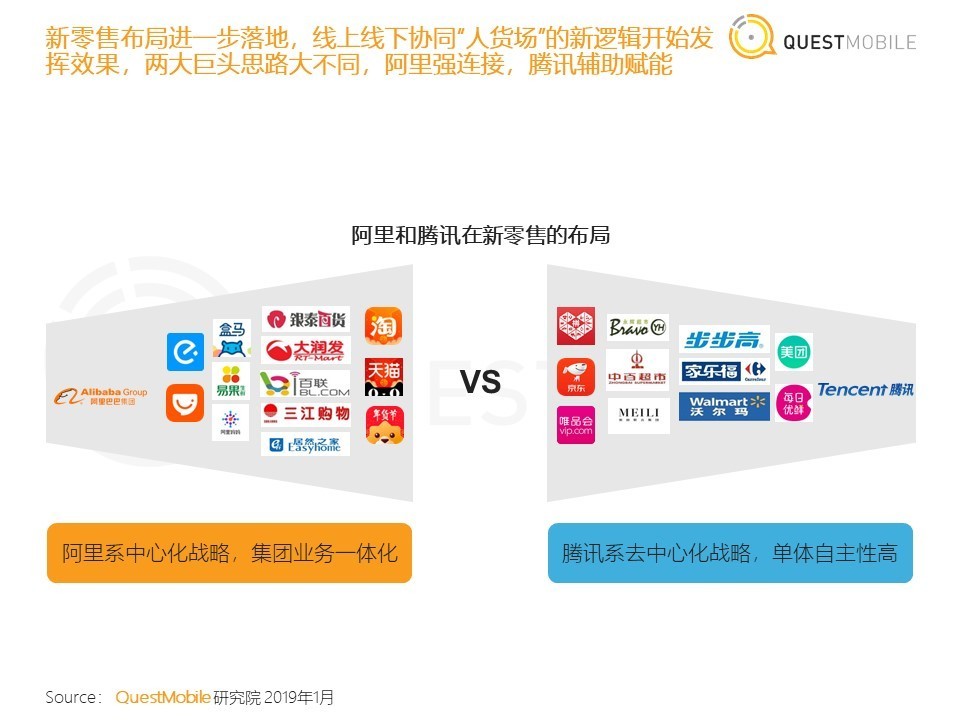 新零售布局进一步落地，线上线下协同“人货场”的新逻辑开始发
挥效果，两大巨头思路大不同，阿里强连接，腾讯辅助赋能
QUESTMOBILE
阿里和腾讯在新零售的布局
Alibaba Group
阿里巴巴集团
盒马
易果生鲜
阿里妈妈
银泰百货
大润发
RT-Mart
百联
BL.COM
三江购物
居然之家
Easyhome
淘
天猫
年货节
VS
京东
唯品会
vip.com
Bravo YH
中百超市
ZHONGBAI SUPERMARKET
MEILI
步步高
家乐福
Carrefour
Walmart
沃尔玛
美团
每日
优鲜
Tencent 腾讯
阿里系中心化战略，集团业务一体化
腾讯系去中心化战略，单体自主性高
Source： QuestMobile 研究院 2019年1月